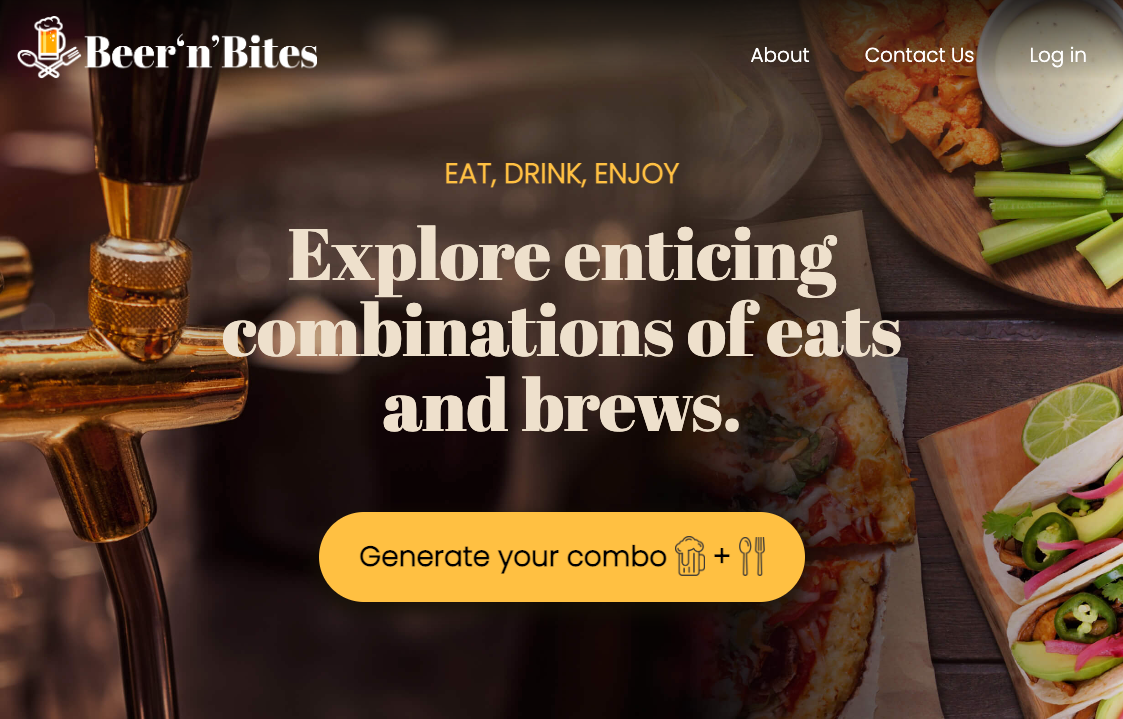 Beer‘n’Bites
About
Contact Us
Log in
EAT, DRINK, ENJOY
Explore enticing
combinations of eats
and brews.
Generate your combo +